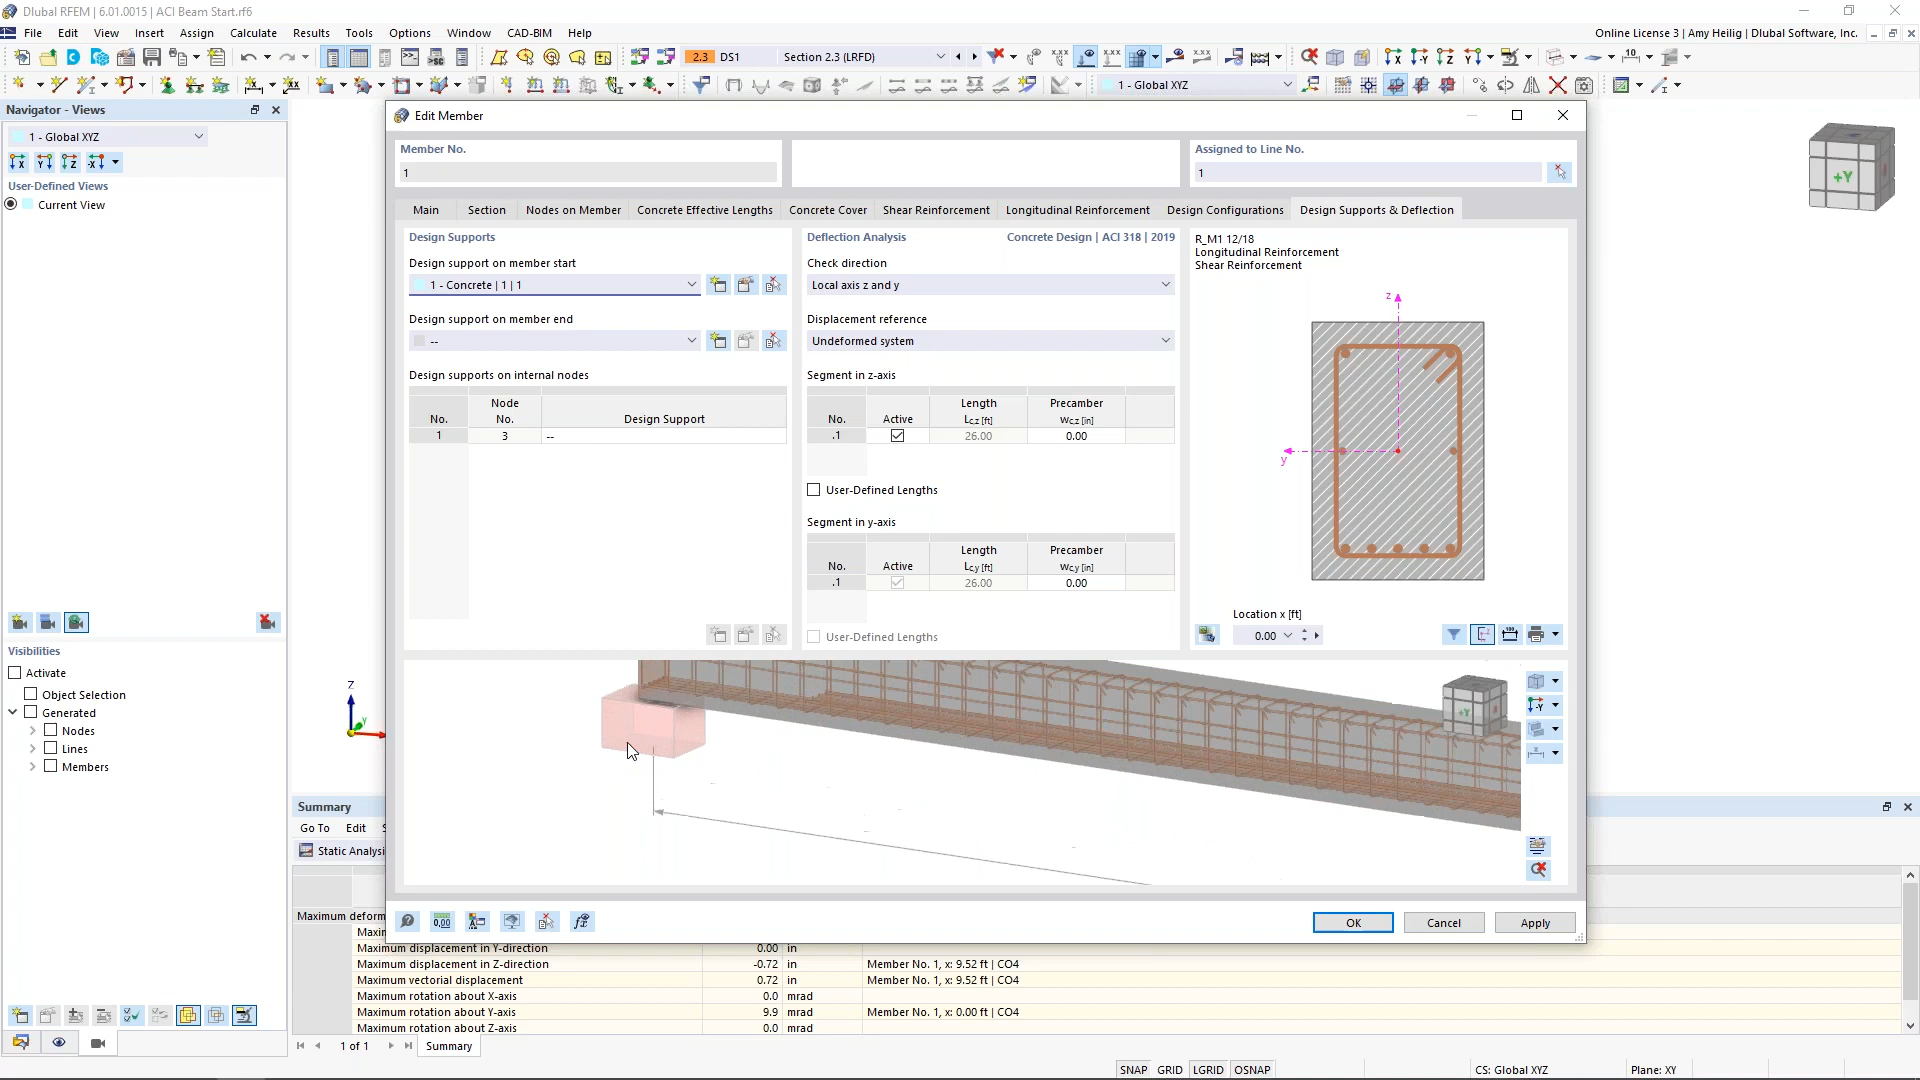 Dlubal RFEM | 6.01.0015 | ACI Beam Start.rf6
File Edit View Insert Assign Calculate Results Tools Options Window CAD-BIM Help
Online License 3 | Amy Heilig | Dlubal Software, Inc.
2.3 DS1 Section 2.3 (LRFD)
1 - Global XYZ
Navigator - Views
1 - Global XYZ
User-Defined Views
Current View
Visibilities
Activate
Object Selection
Generated
Nodes
Lines
Members
+Y
Z
Y
Edit Member
Member No.
1
Assigned to Line No.
1
Main Section Nodes on Member Concrete Effective Lengths Concrete Cover Shear Reinforcement Longitudinal Reinforcement Design Configurations Design Supports & Deflection
Design Supports
Design support on member start
1 - Concrete | 1 | 1
Design support on member end
--
Design supports on internal nodes
Node
No. No. Design Support
1 3 --
Deflection Analysis Concrete Design | ACI 318 | 2019
Check direction
Local axis z and y
Displacement reference
Undeformed system
Segment in z-axis
Length Precamber
No. Active Lc,z [ft] wc,z [in]
.1 26.00 0.00
User-Defined Lengths
Segment in y-axis
Length Precamber
No. Active Lc,y [ft] wc,y [in]
.1 26.00 0.00
User-Defined Lengths
R_M1 12/18
Longitudinal Reinforcement
Shear Reinforcement
z
y
Location x [ft]
0.00
+Y
OK Cancel Apply
Summary
Go To Edit
Static Analysi
Maximum deform
Maxin
Maximum displacement in Y-direction 0.00 in
Maximum displacement in Z-direction -0.72 in Member No. 1, x: 9.52 ft | CO4
Maximum vectorial displacement 0.72 in Member No. 1, x: 9.52 ft | CO4
Maximum rotation about X-axis 0.0 mrad
Maximum rotation about Y-axis 9.9 mrad Member No. 1, x: 0.00 ft | CO4
Maximum rotation about Z-axis 0.0 mrad
1 of 1 Summary
SNAP GRID LGRID OSNAP CS: Global XYZ Plane: XY